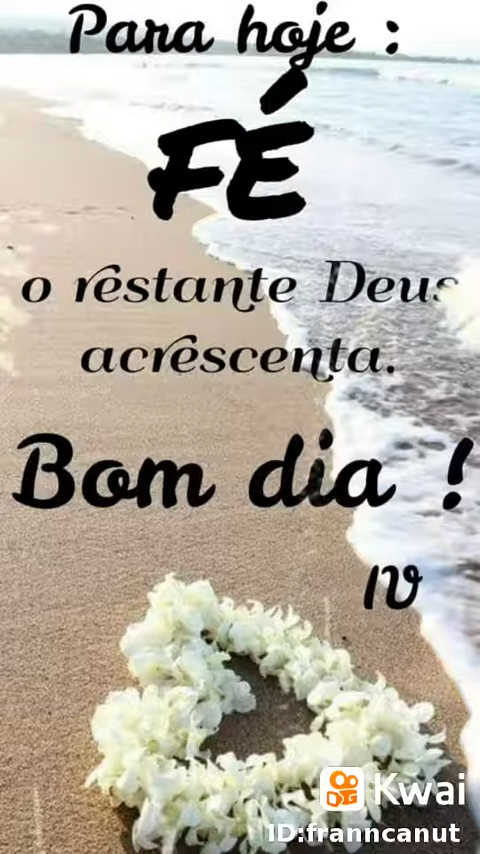 Para hoje :
FÉ
o restante Deus
acrescenta.
Bom dia !
IV
Kwai
ID:franncanut